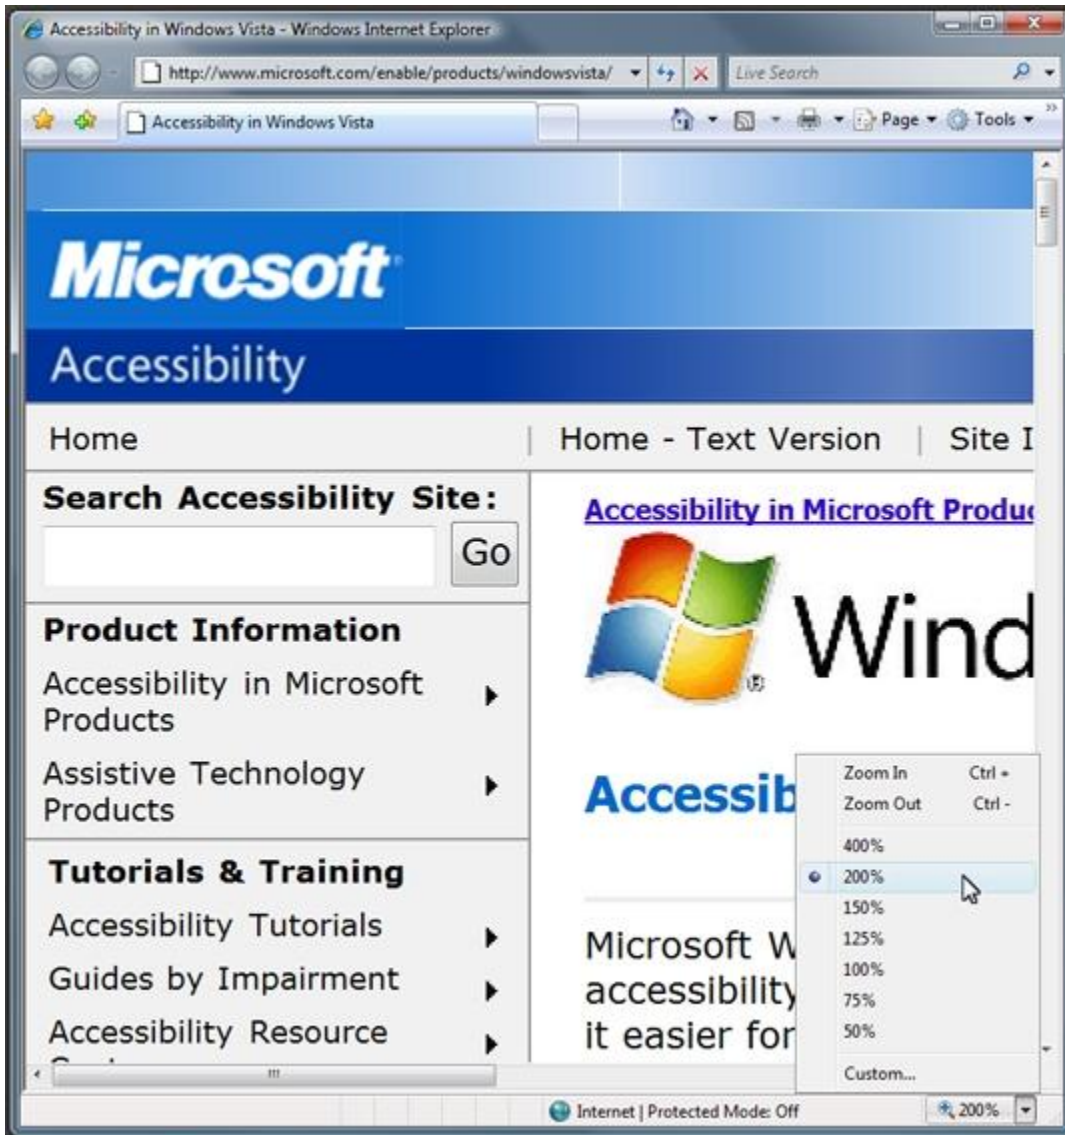 Accessibility in Windows Vista - Windows Internet Explorer
http://www.microsoft.com/enable/products/windowsvista/
Live Search
Accessibility in Windows Vista
Page
Tools
Microsoft
Accessibility
Home
Home - Text Version
Site I
Search Accessibility Site:
Go
Product Information
Accessibility in Microsoft
Products
Assistive Technology
Products
Tutorials & Training
Accessibility Tutorials
Guides by Impairment
Accessibility Resource
Accessibility in Microsoft Produc
®
Wind
Accessib
Microsoft W
accessibility
it easier for
Zoom In Ctrl +
Zoom Out Ctrl -
400%
200%
150%
125%
100%
75%
50%
Custom...
Internet | Protected Mode: Off
200%